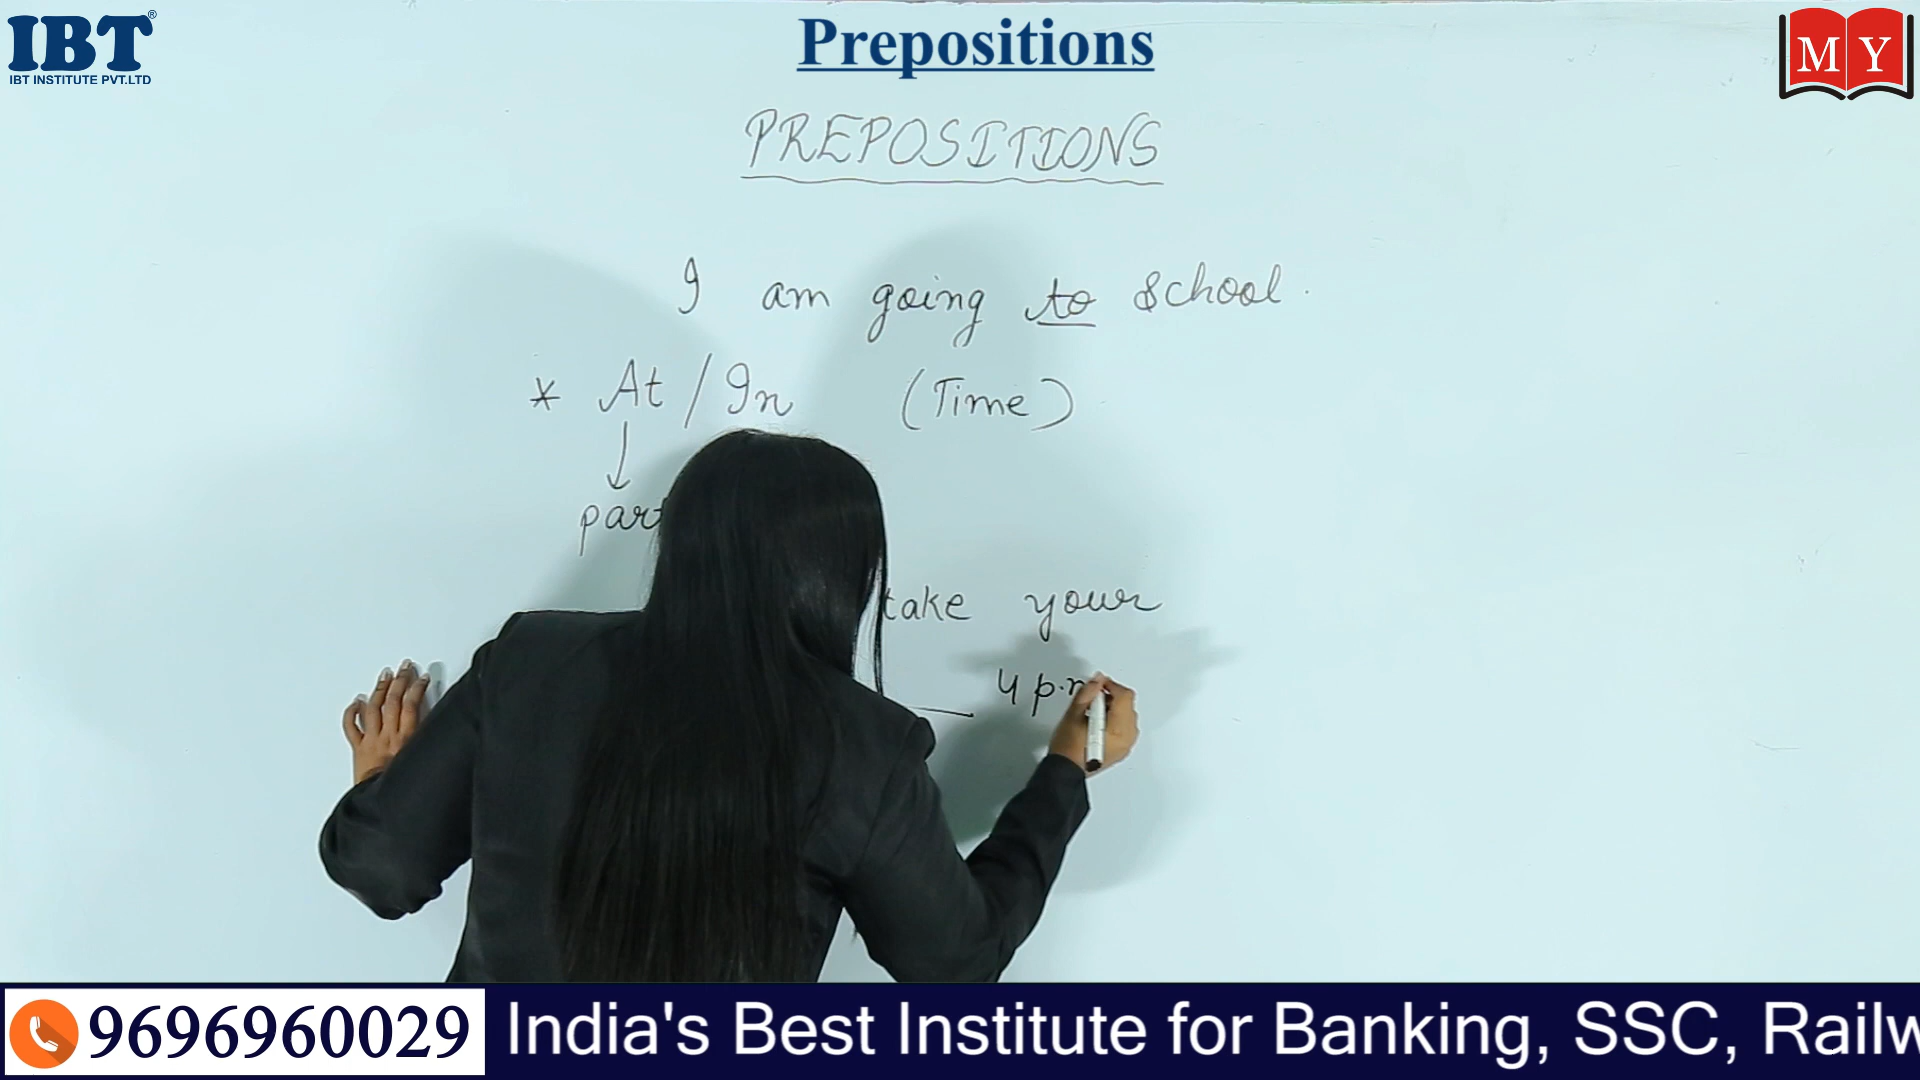 IBT®
IBT INSTITUTE PVT.LTD
Prepositions
MY
PREPOSITIONS
I am going to school.
* At / In (Time)
take your
4 p.m
9696960029
India's Best Institute for Banking, SSC, Railw